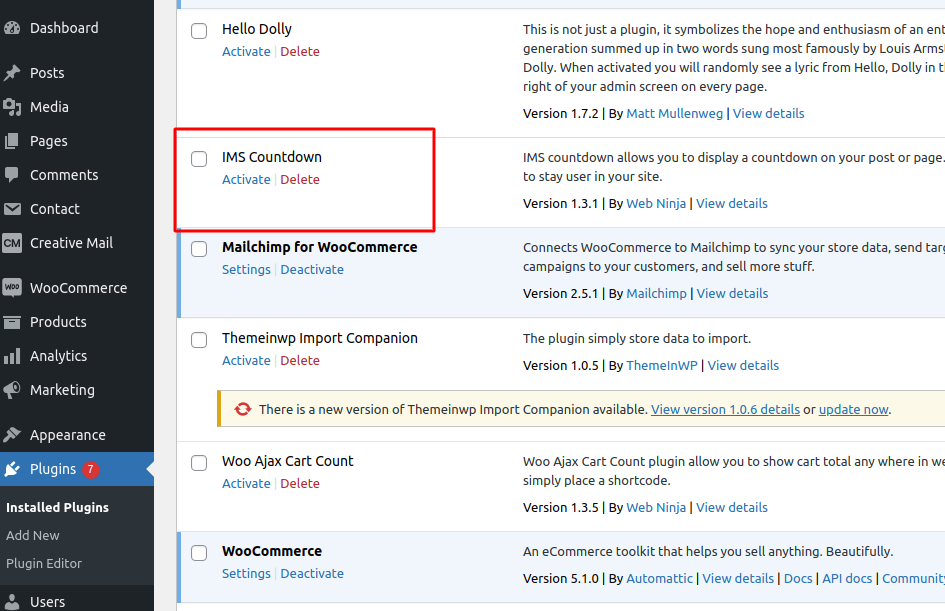 Dashboard
Posts
Media
Pages
Comments
Contact
CM Creative Mail
Woo WooCommerce
Products
Analytics
Marketing
Appearance
Plugins 7
Installed Plugins
Add New
Plugin Editor
Users
Hello Dolly
Activate | Delete
This is not just a plugin, it symbolizes the hope and enthusiasm of an ent
generation summed up in two words sung most famously by Louis Armst
Dolly. When activated you will randomly see a lyric from Hello, Dolly in th
right of your admin screen on every page.
Version 1.7.2 | By Matt Mullenweg | View details
IMS Countdown
Activate | Delete
IMS countdown allows you to display a countdown on your post or page.
to stay user in your site.
Version 1.3.1 | By Web Ninja | View details
Mailchimp for WooCommerce
Settings | Deactivate
Connects WooCommerce to Mailchimp to sync your store data, send targ
campaigns to your customers, and sell more stuff.
Version 2.5.1 | By Mailchimp | View details
Themeinwp Import Companion
Activate | Delete
The plugin simply store data to import.
Version 1.0.5 | By ThemeInWP | View details
There is a new version of Themeinwp Import Companion available. View version 1.0.6 details or update now.
Woo Ajax Cart Count
Activate | Delete
Woo Ajax Cart Count plugin allow you to show cart total any where in we
simply place a shortcode.
Version 1.3.5 | By Web Ninja | View details
WooCommerce
Settings | Deactivate
An eCommerce toolkit that helps you sell anything. Beautifully.
Version 5.1.0 | By Automattic | View details | Docs | API docs | Community